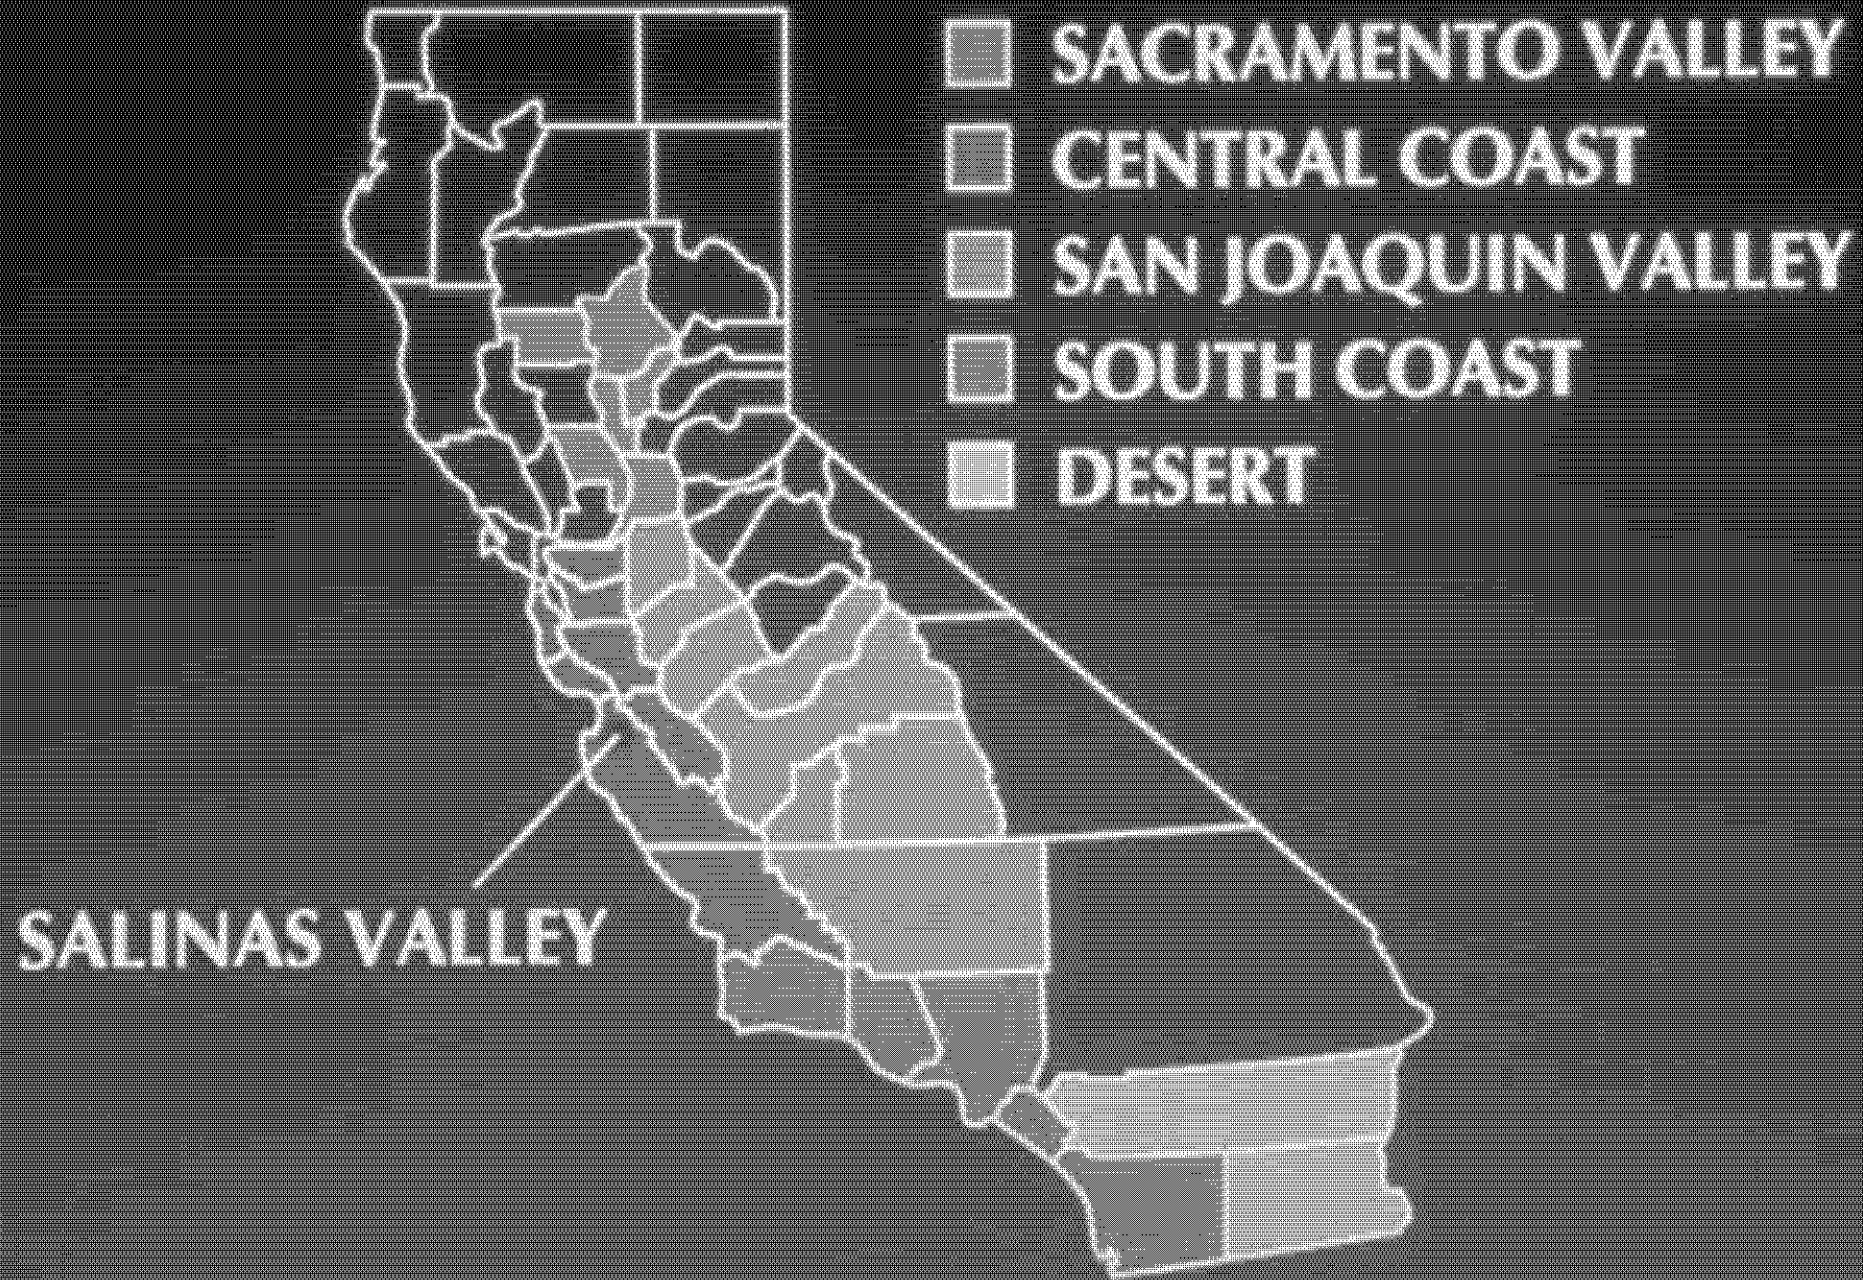 SACRAMENTO VALLEY
CENTRAL COAST
SAN JOAQUIN VALLEY
SOUTH COAST
DESERT
SALINAS VALLEY